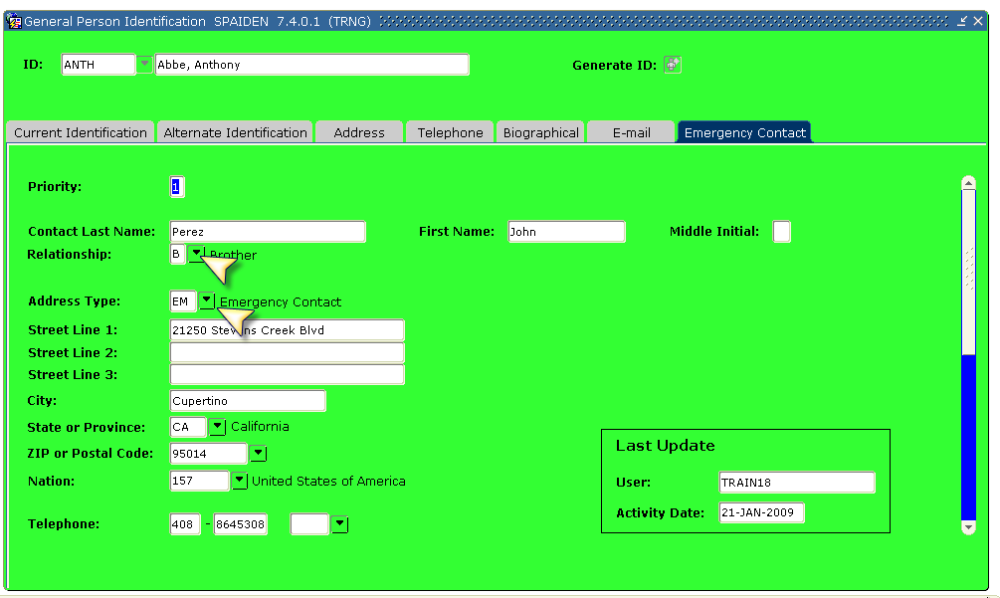 General Person Identification SPAIDEN 7.4.0.1 (TRNG)
ID: ANTH Abbe, Anthony Generate ID:
Current Identification Alternate Identification Address Telephone Biographical E-mail Emergency Contact
Priority: 1
Contact Last Name: Perez First Name: John Middle Initial:
Relationship: B Brother
Address Type: EM Emergency Contact
Street Line 1: 21250 Stevens Creek Blvd
Street Line 2:
Street Line 3:
City: Cupertino
State or Province: CA California
ZIP or Postal Code: 95014
Nation: 157 United States of America
Telephone: 408 - 8645308
Last Update
User: TRAIN18
Activity Date: 21-JAN-2009